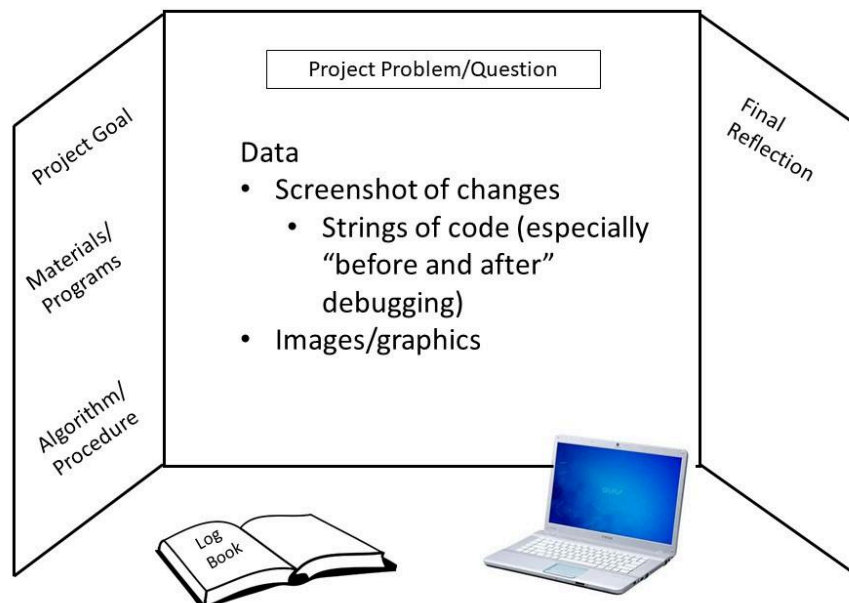 Project Problem/Question
Project Goal
Materials/
Programs
Algorithm/
Procedure
Data
• Screenshot of changes
• Strings of code (especially
“before and after”
debugging)
• Images/graphics
Final
Reflection
Log
Book